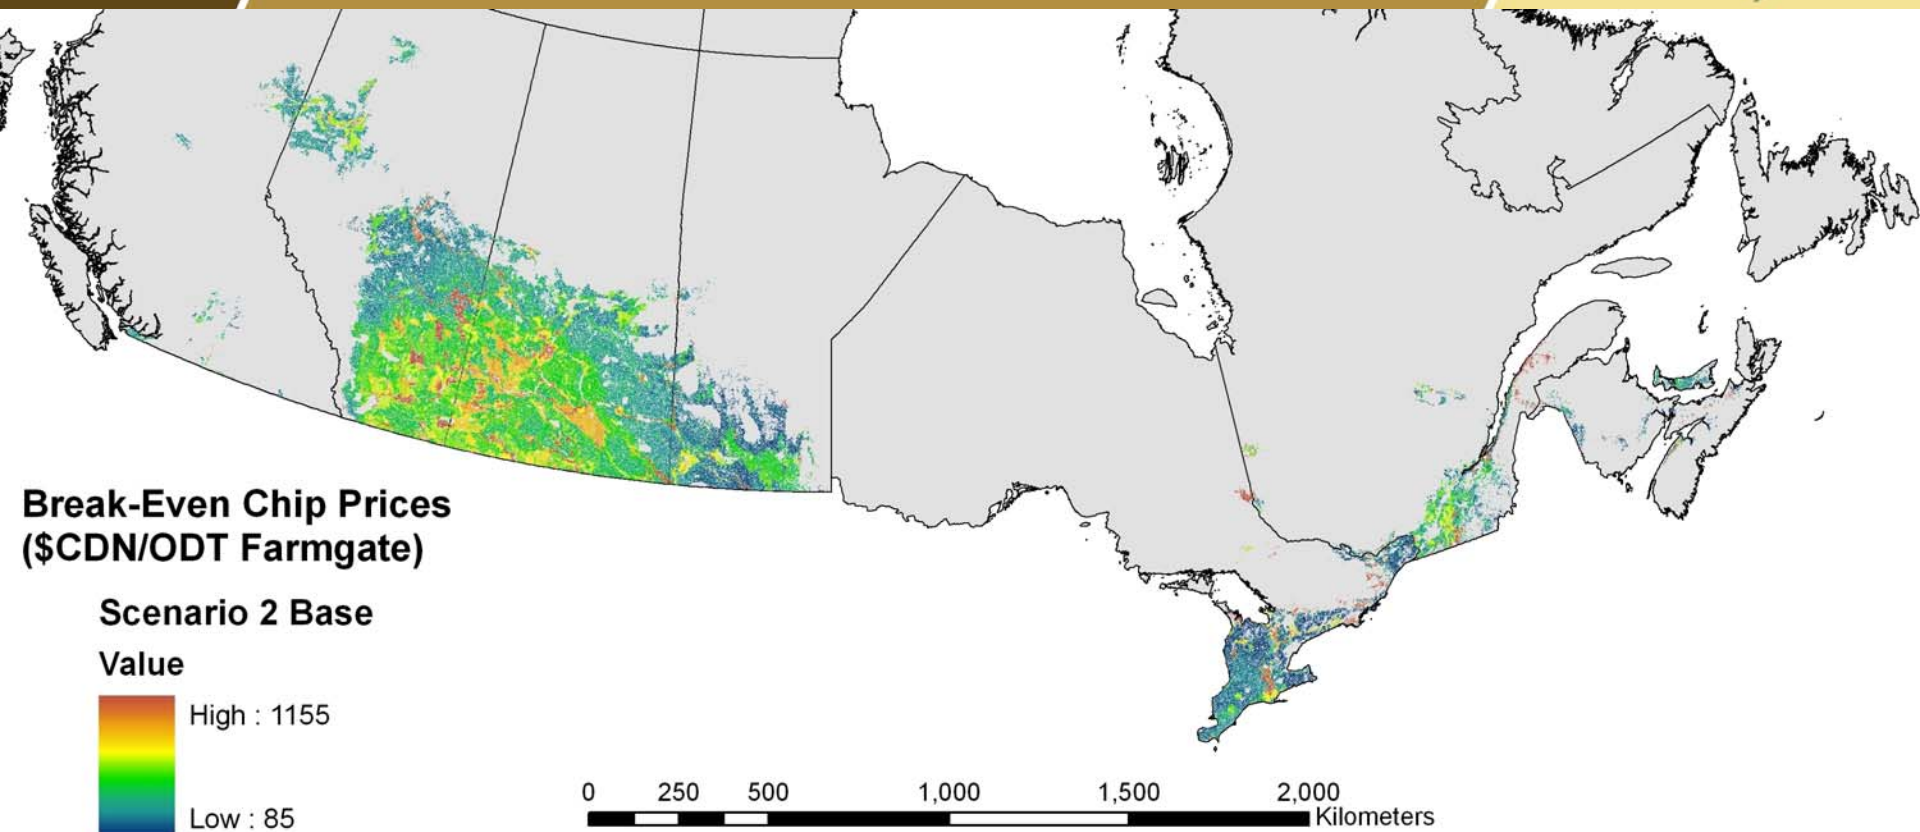 Break-Even Chip Prices
($CDN/ODT Farmgate)
Scenario 2 Base
Value
High : 1155
Low : 85
0 250 500 1,000 1,500 2,000
Kilometers